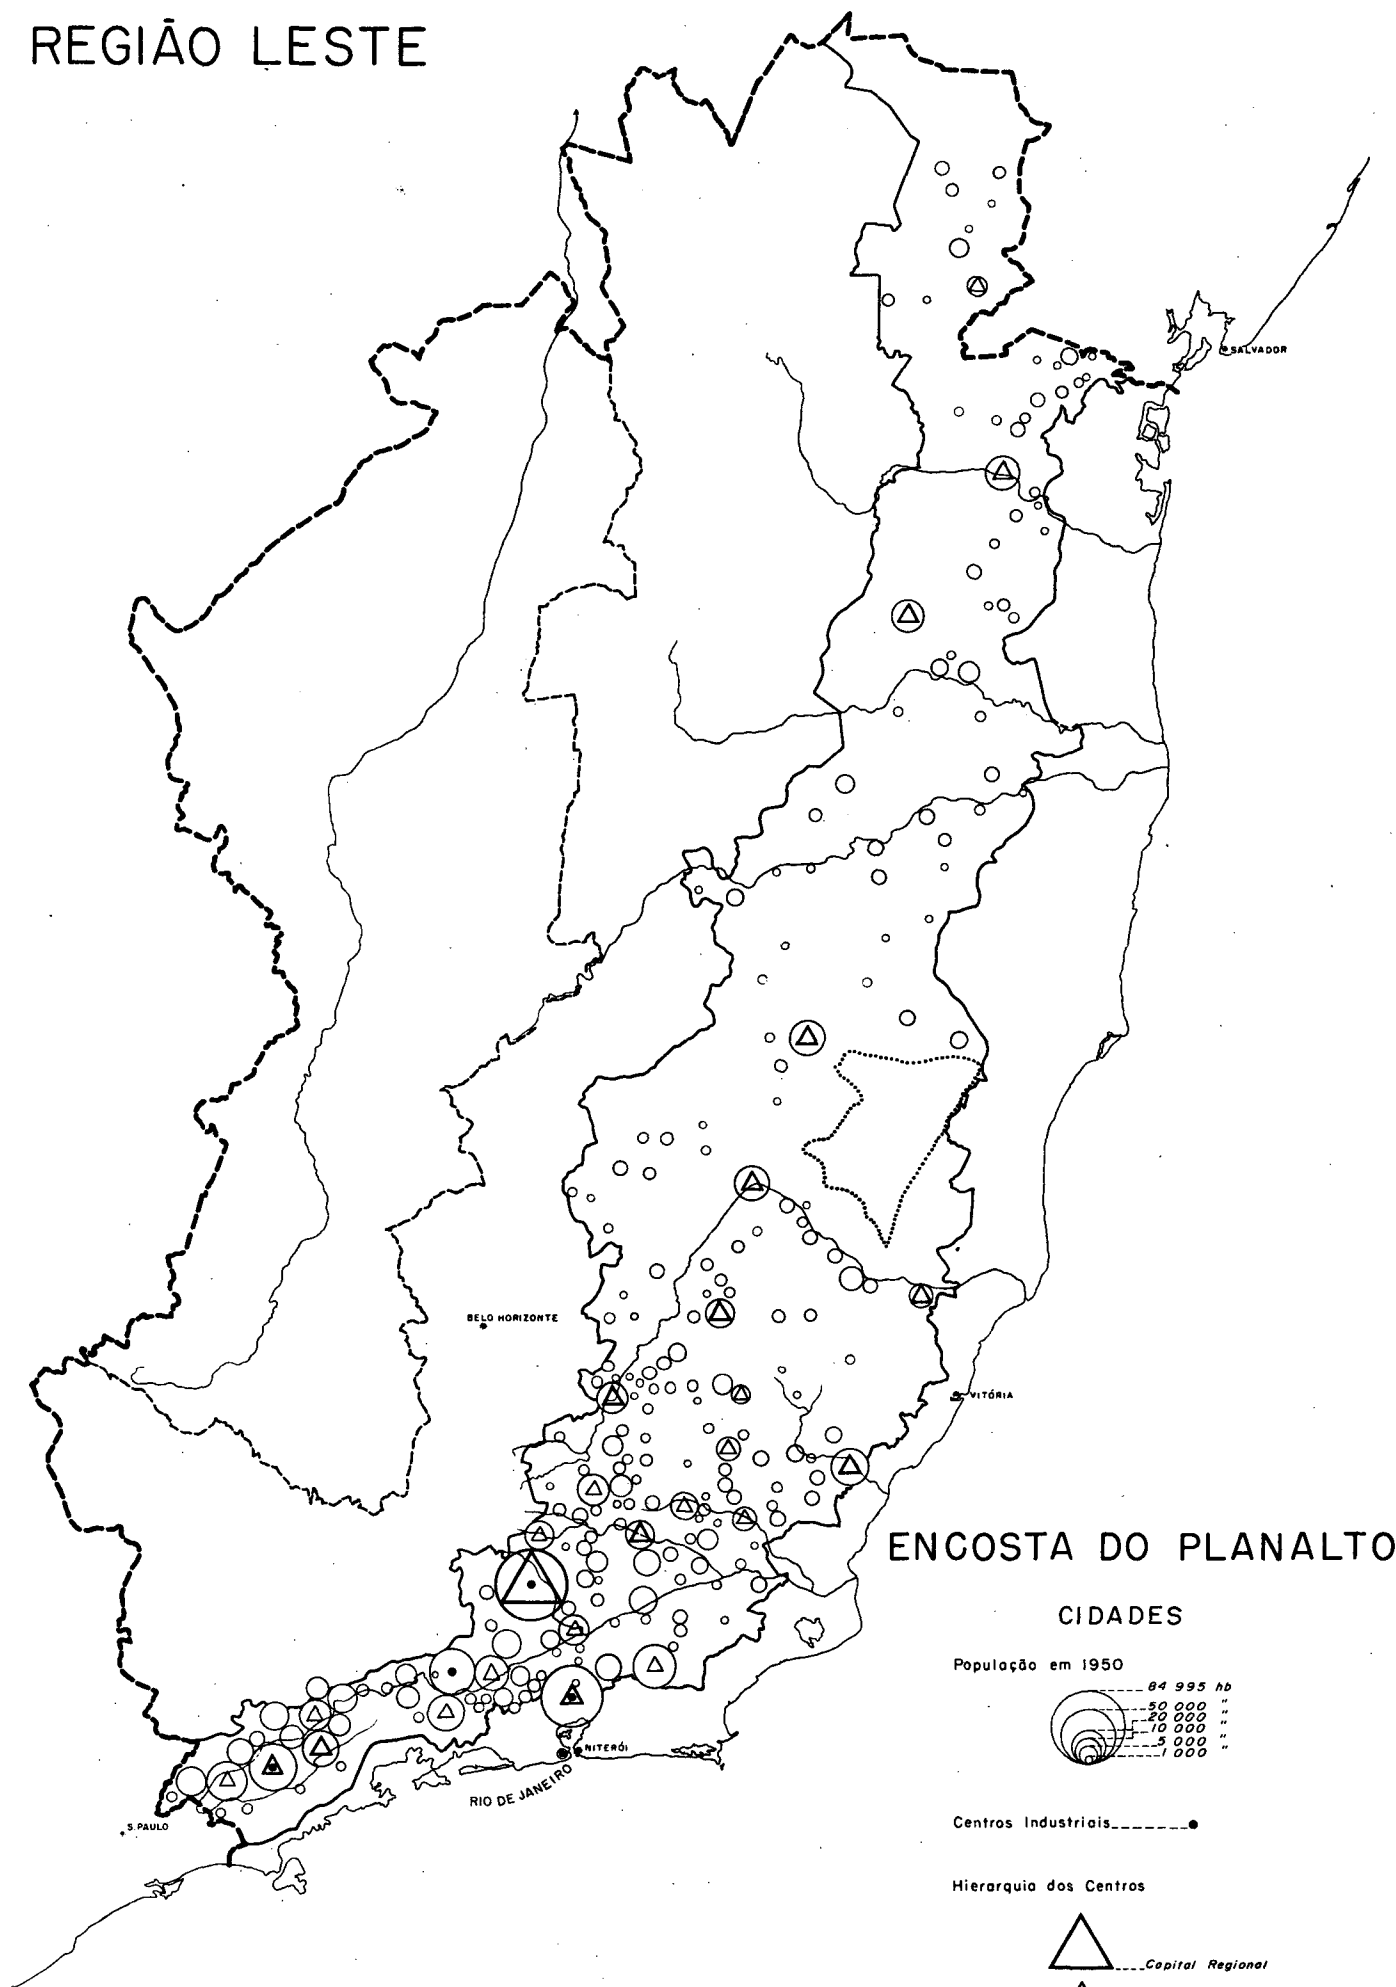 REGIÃO LESTE
SALVADOR
BELO HORIZONTE
VITÓRIA
ENCOSTA DO PLANALTO
CIDADES
População em 1950
84 995 hb
50 000 "
20 000 "
10 000 "
5 000 "
1 000 "
NITERÓI
RIO DE JANEIRO
S. PAULO
Centros Industriais
Hierarquia dos Centros
Capital Regional